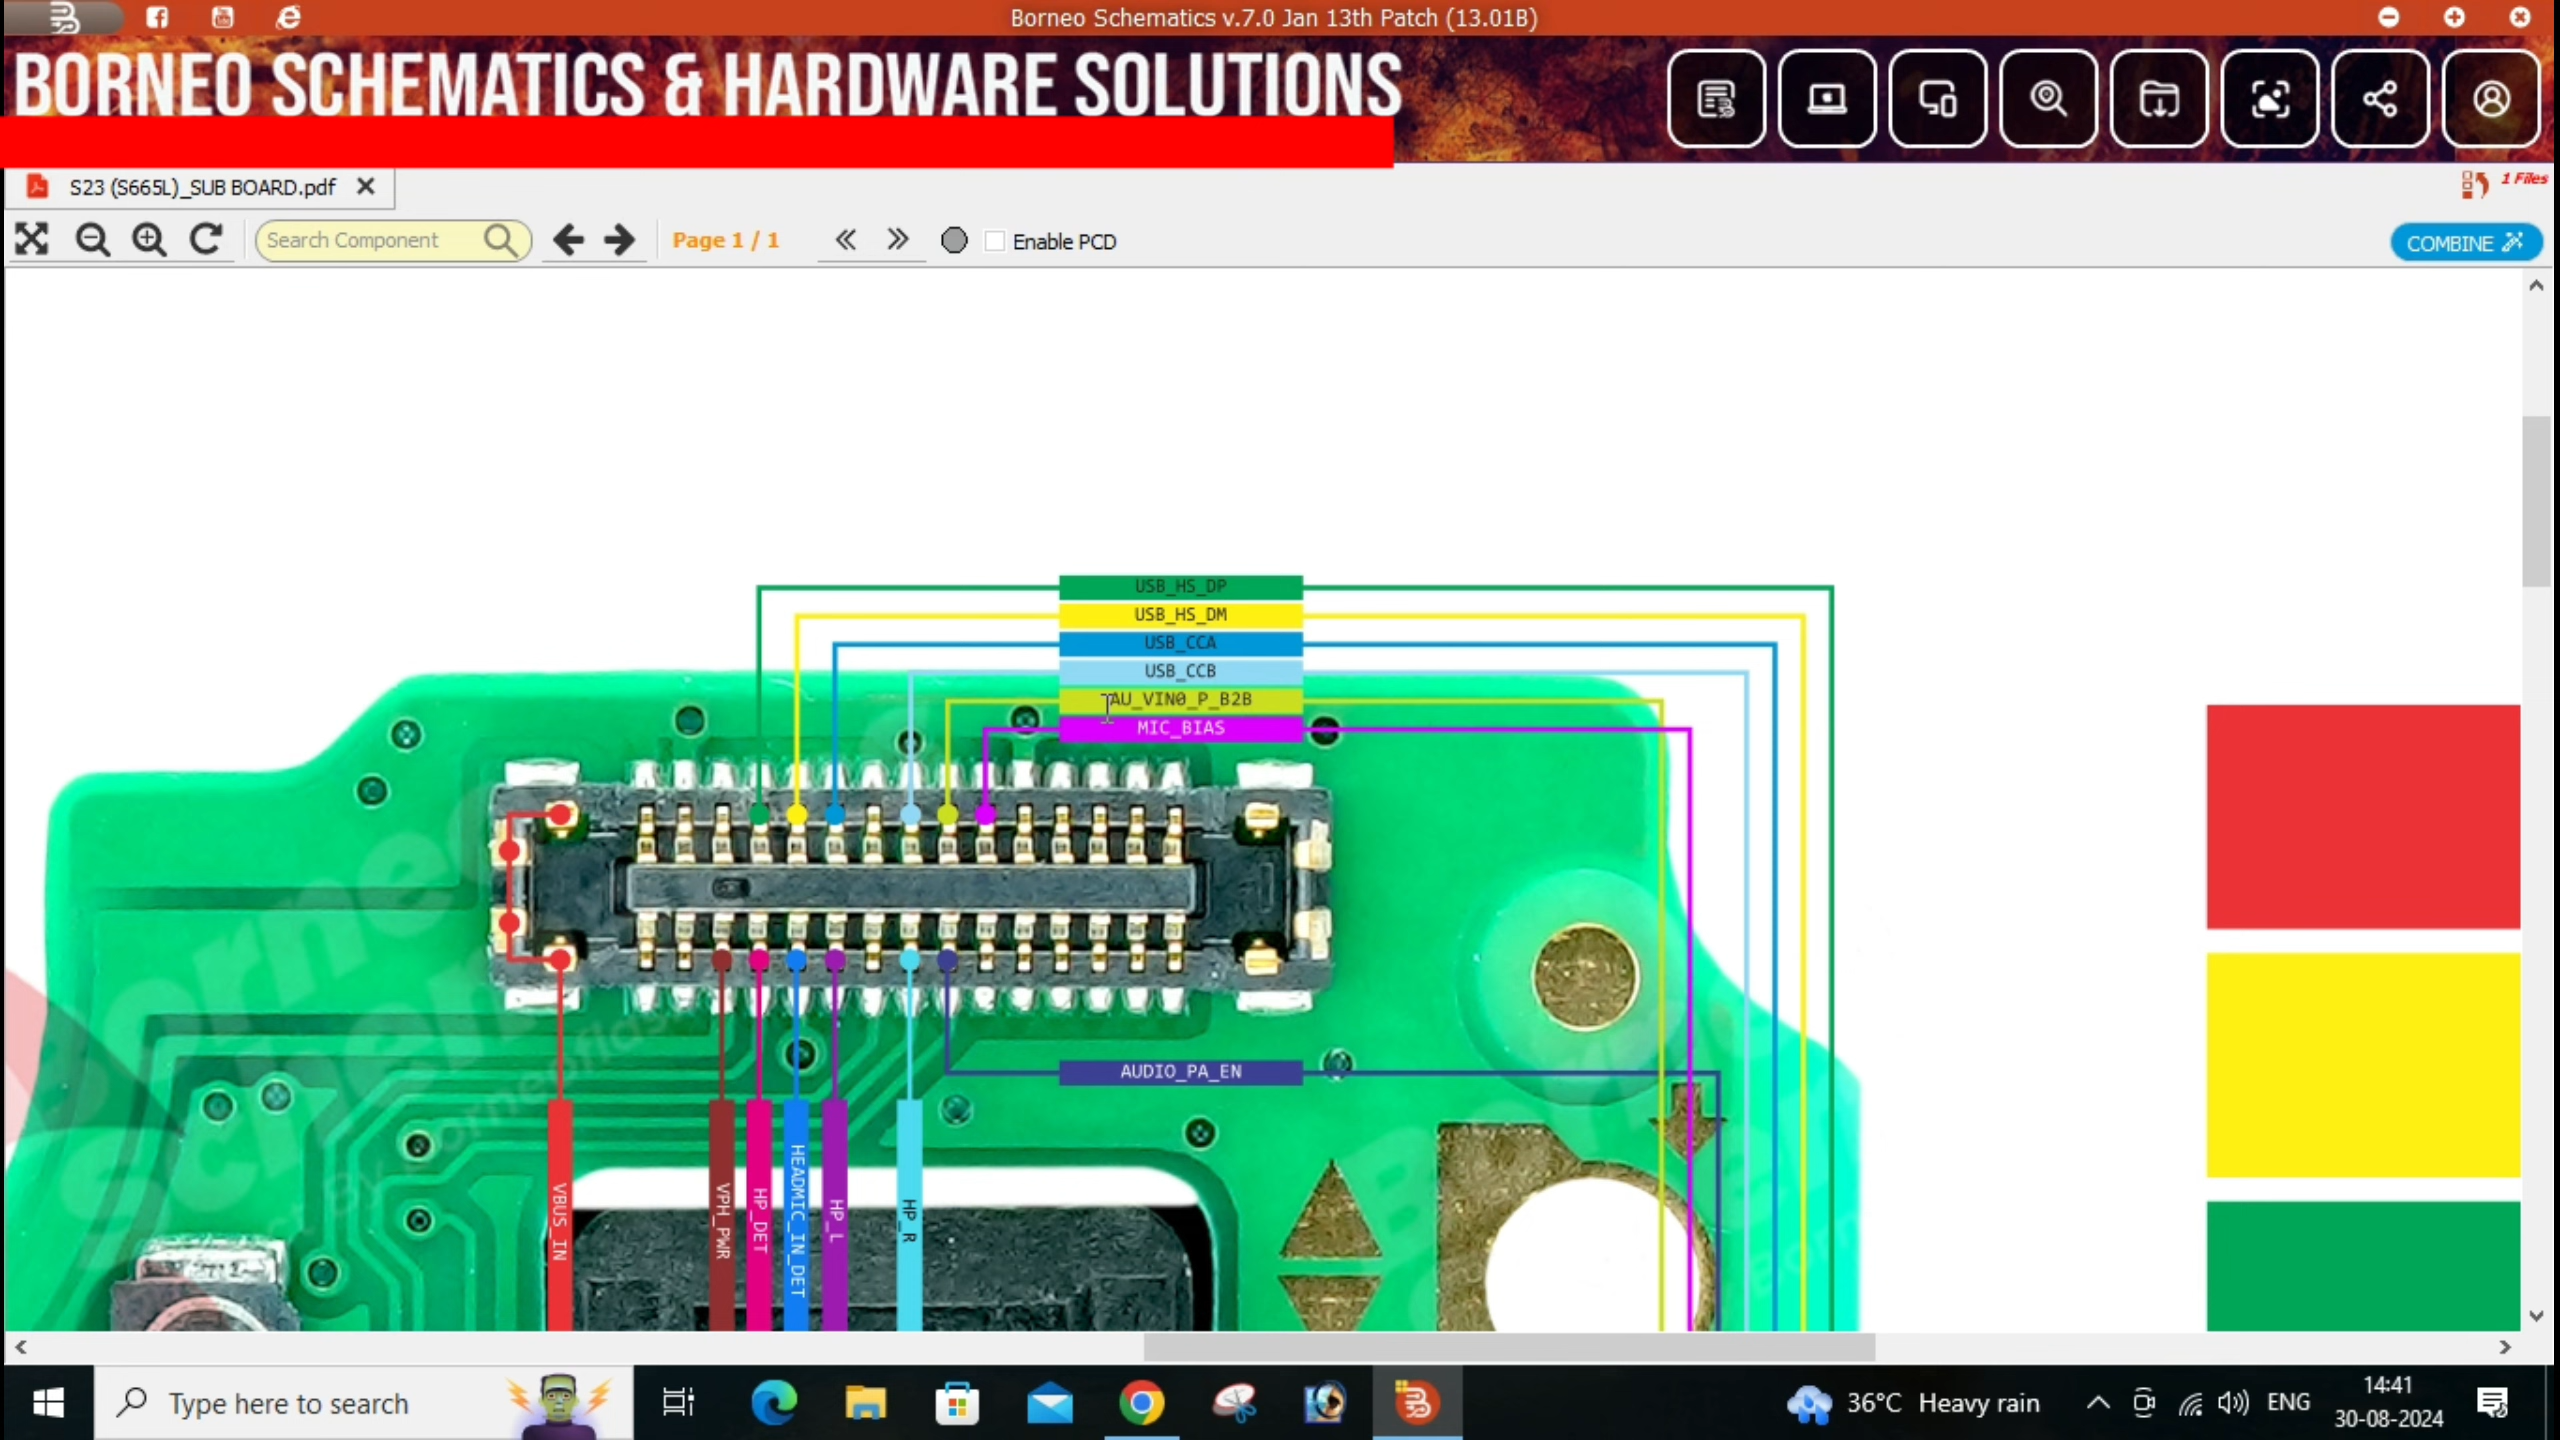 Borneo Schematics v.7.0 Jan 13th Patch (13.01B)
BORNEO SCHEMATICS & HARDWARE SOLUTIONS
S23 (S665L)_SUB BOARD.pdf
1 Files
Search Component
Page 1 / 1
Enable PCD
COMBINE
USB_HS_DP
USB_HS_DM
USB_CCA
USB_CCB
AU_VIN0_P_B2B
MIC_BIAS
AUDIO_PA_EN
VBUS_IN
VPH_PWR
HP_DET
HEADMIC_IN_DET
HP_L
HP_R
Type here to search
36°C Heavy rain
ENG
14:41
30-08-2024